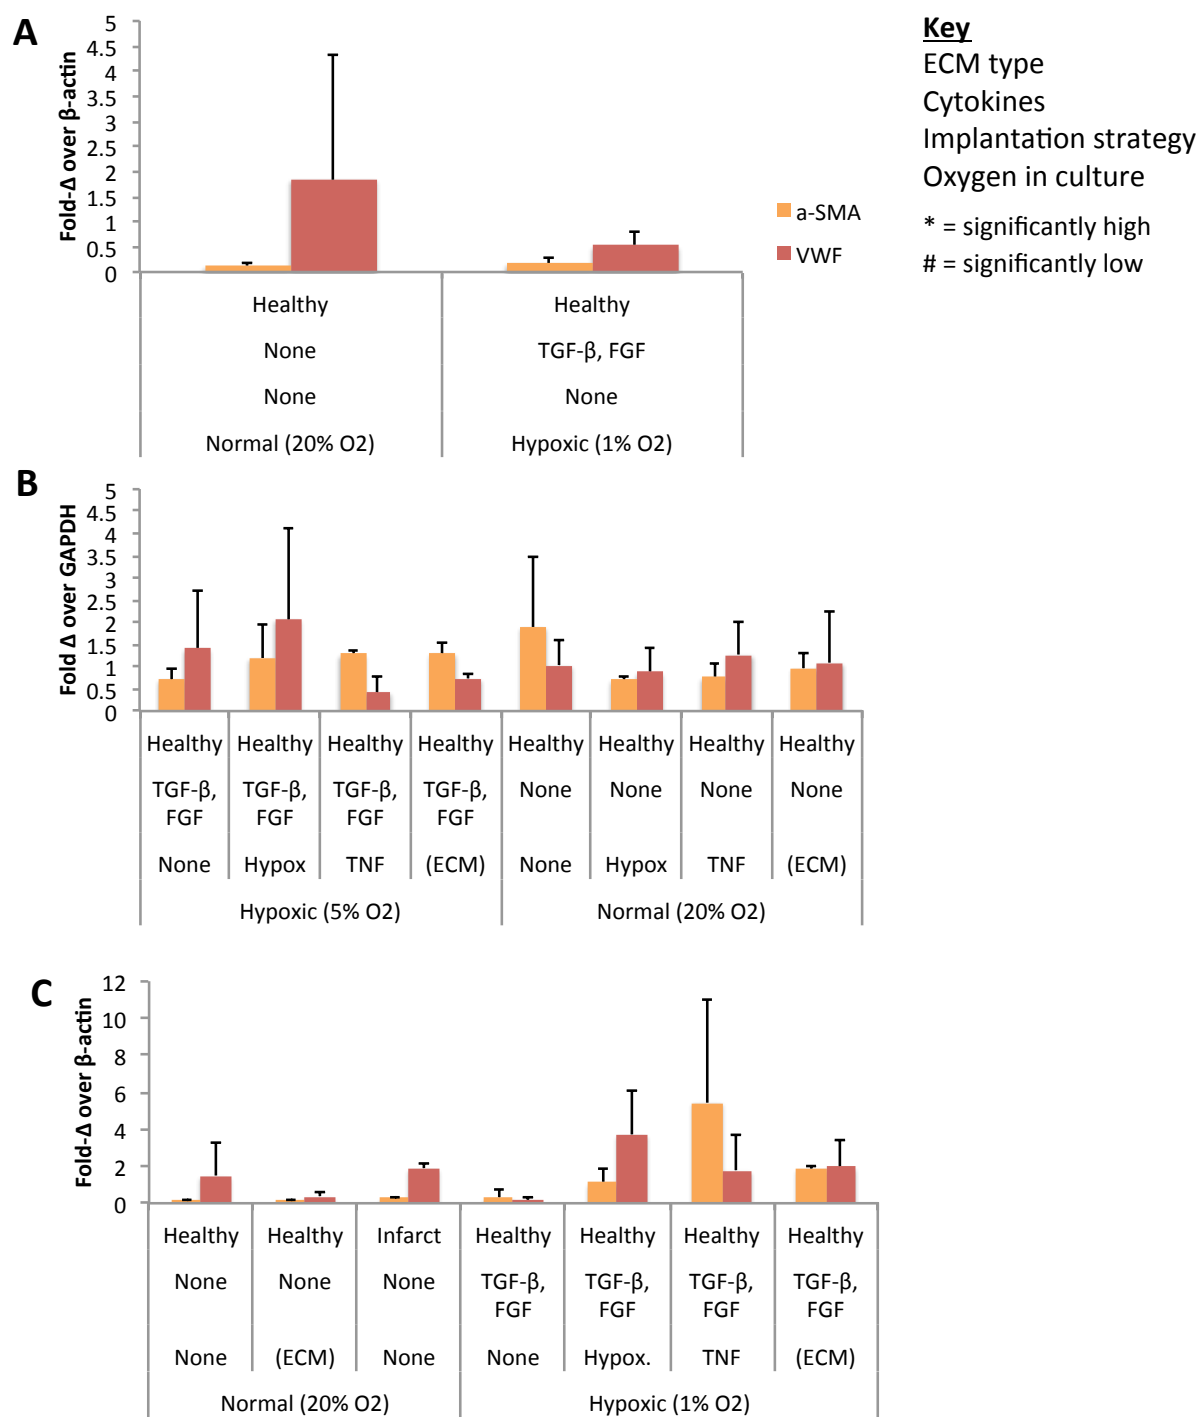 A
Fold-Δ over β-actin
5
4.5
4
3.5
3
2.5
2
1.5
1
0.5
0
a-SMA
VWF
Healthy Healthy
None TGF-β, FGF
None None
Normal (20% O2) Hypoxic (1% O2)
Key
ECM type
Cytokines
Implantation strategy
Oxygen in culture
* = significantly high
# = significantly low
B
Fold Δ over GAPDH
5
4.5
4
3.5
3
2.5
2
1.5
1
0.5
0
Healthy Healthy Healthy Healthy Healthy Healthy Healthy Healthy
TGF-β, TGF-β, TGF-β, TGF-β, None None None None
FGF FGF FGF FGF
None Hypox TNF (ECM) None Hypox TNF (ECM)
Hypoxic (5% O2) Normal (20% O2)
C
Fold-Δ over β-actin
12
10
8
6
4
2
0
Healthy Healthy Infarct Healthy Healthy Healthy Healthy
None None None TGF-β, TGF-β, TGF-β, TGF-β,
FGF FGF FGF FGF
None (ECM) None None Hypox. TNF (ECM)
Normal (20% O2) Hypoxic (1% O2)